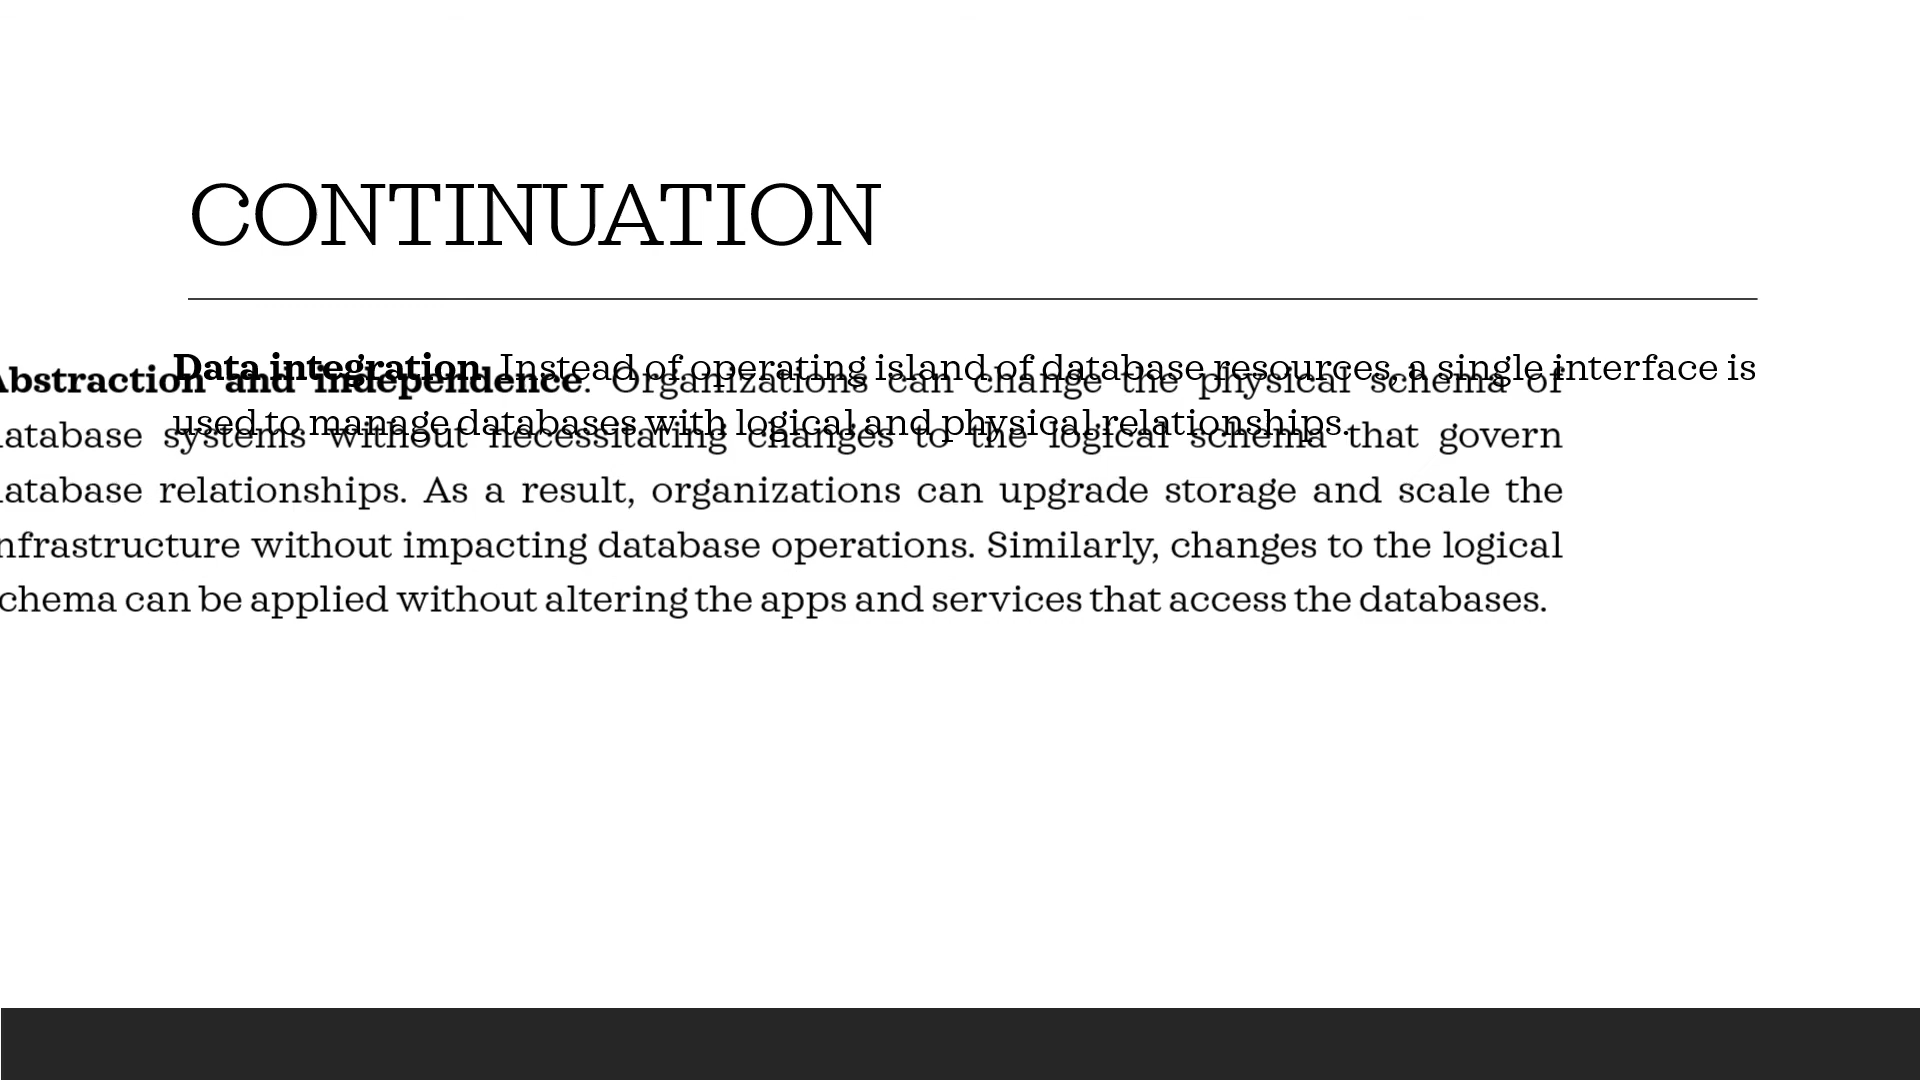 CONTINUATION
Data integration. Instead of operating island of database resources, a single interface is
used to manage databases with logical and physical relationships.
Abstraction and independence. Organizations can change the physical schema of
atabase systems without necessitating changes to the logical schema that govern
atabase relationships. As a result, organizations can upgrade storage and scale the
nfrastructure without impacting database operations. Similarly, changes to the logical
chema can be applied without altering the apps and services that access the databases.